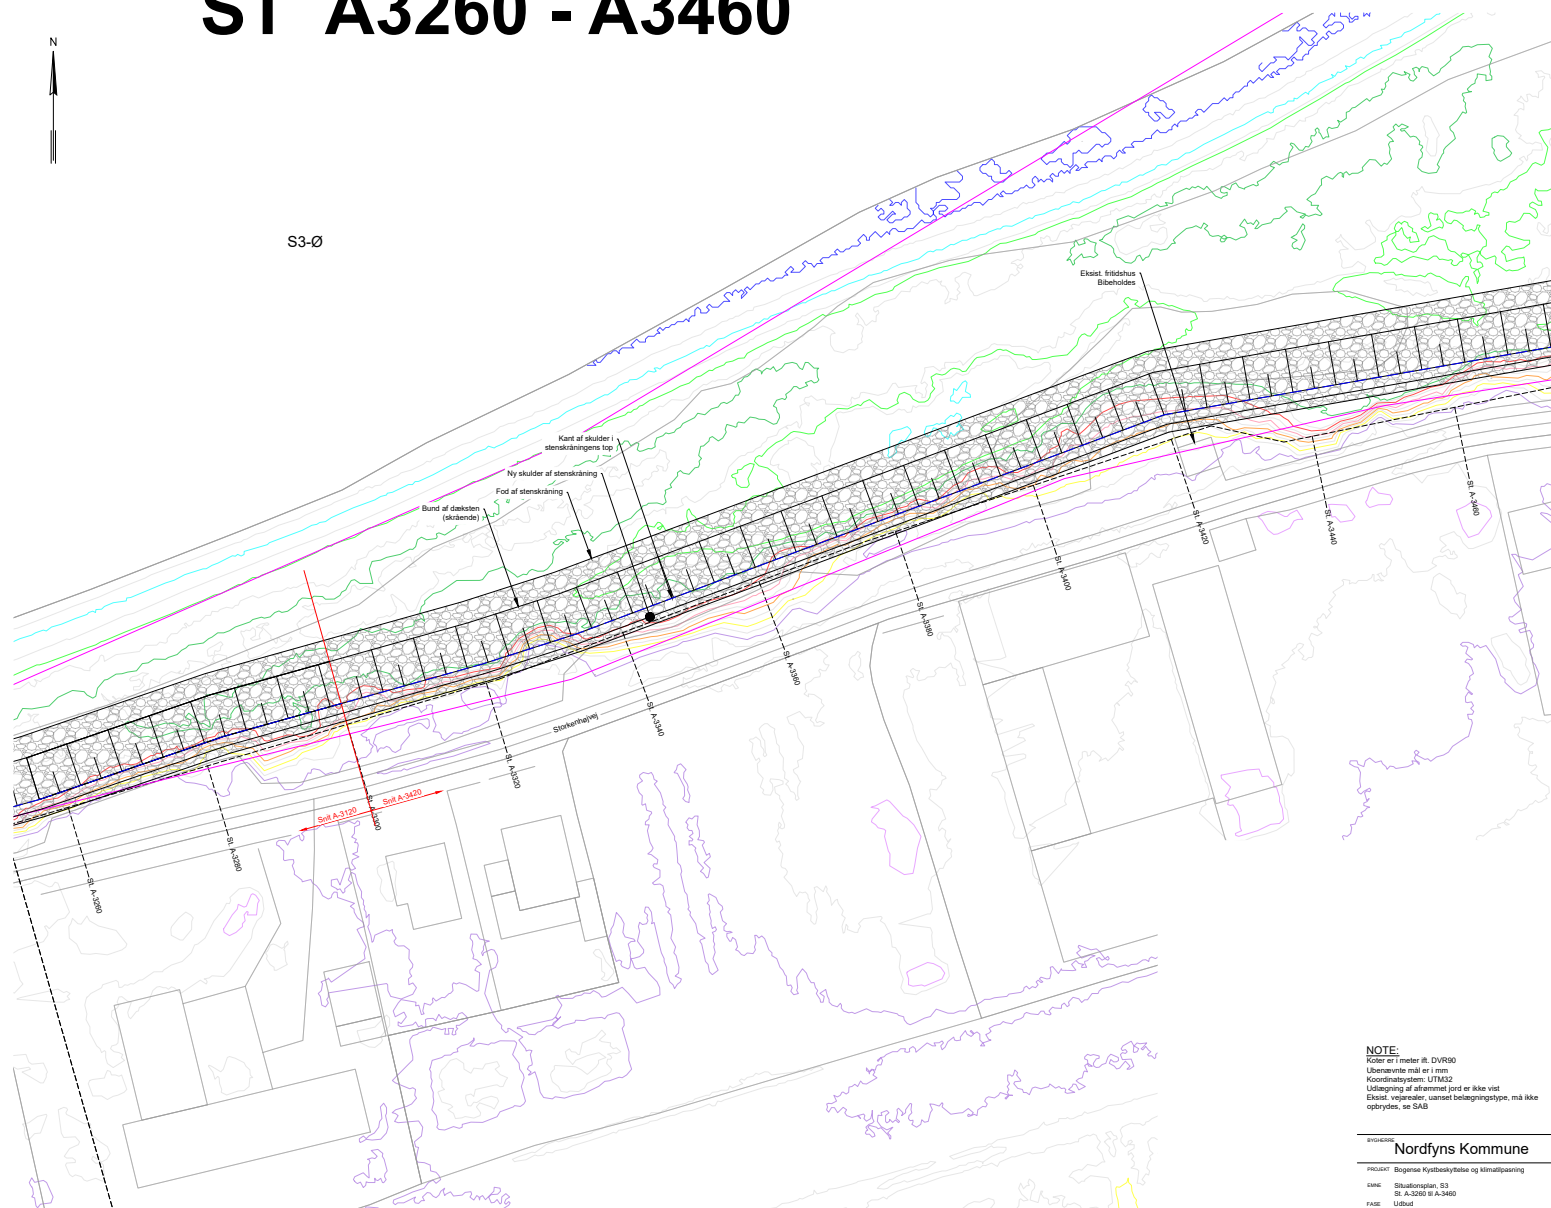 ST A3260 - A3460
N
S3-Ø
Eksist. fritidshus
Bibeholdes
Kant af skulder i
stenskråningens top
Ny skulder af stenskråning
Fod af stenskråning
Bund af dæksten
(skrående)
St. A-3460
St. A-3440
St. A-3420
St. A-3400
St. A-3380
St. A-3360
St. A-3340
St. A-3320
St. A-3300
St. A-3280
St. A-3260
Storkenhøjvej
Snit A-3120
Snit A-3420
NOTE:
Koter er i meter ift. DVR90
Ubenævnte mål er i mm
Koordinatsystem: UTM32
Udlægning af afrømmet jord er ikke vist
Eksist. vejarealer, uanset belægningstype, må ikke
opbrydes, se SAB
BYGHERRE Nordfyns Kommune
PROJEKT Bogense Kystbeskyttelse og klimatilpasning
EMNE Situationsplan, S3
St. A-3260 til A-3460
FASE Udbud